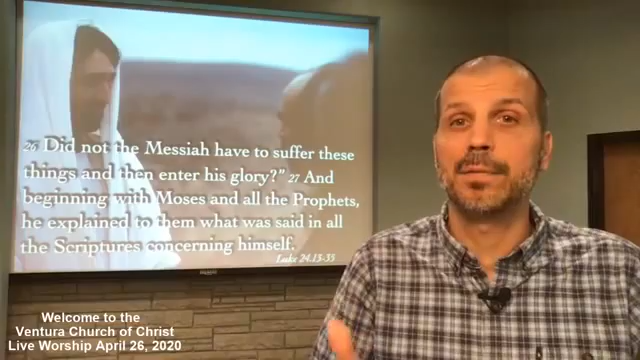 26 Did not the Messiah have to suffer these
things and then enter his glory?” 27 And
beginning with Moses and all the Prophets,
he explained to them what was said in all
the Scriptures concerning himself.
Luke 24.13-35
Welcome to the
Ventura Church of Christ
Live Worship April 26, 2020